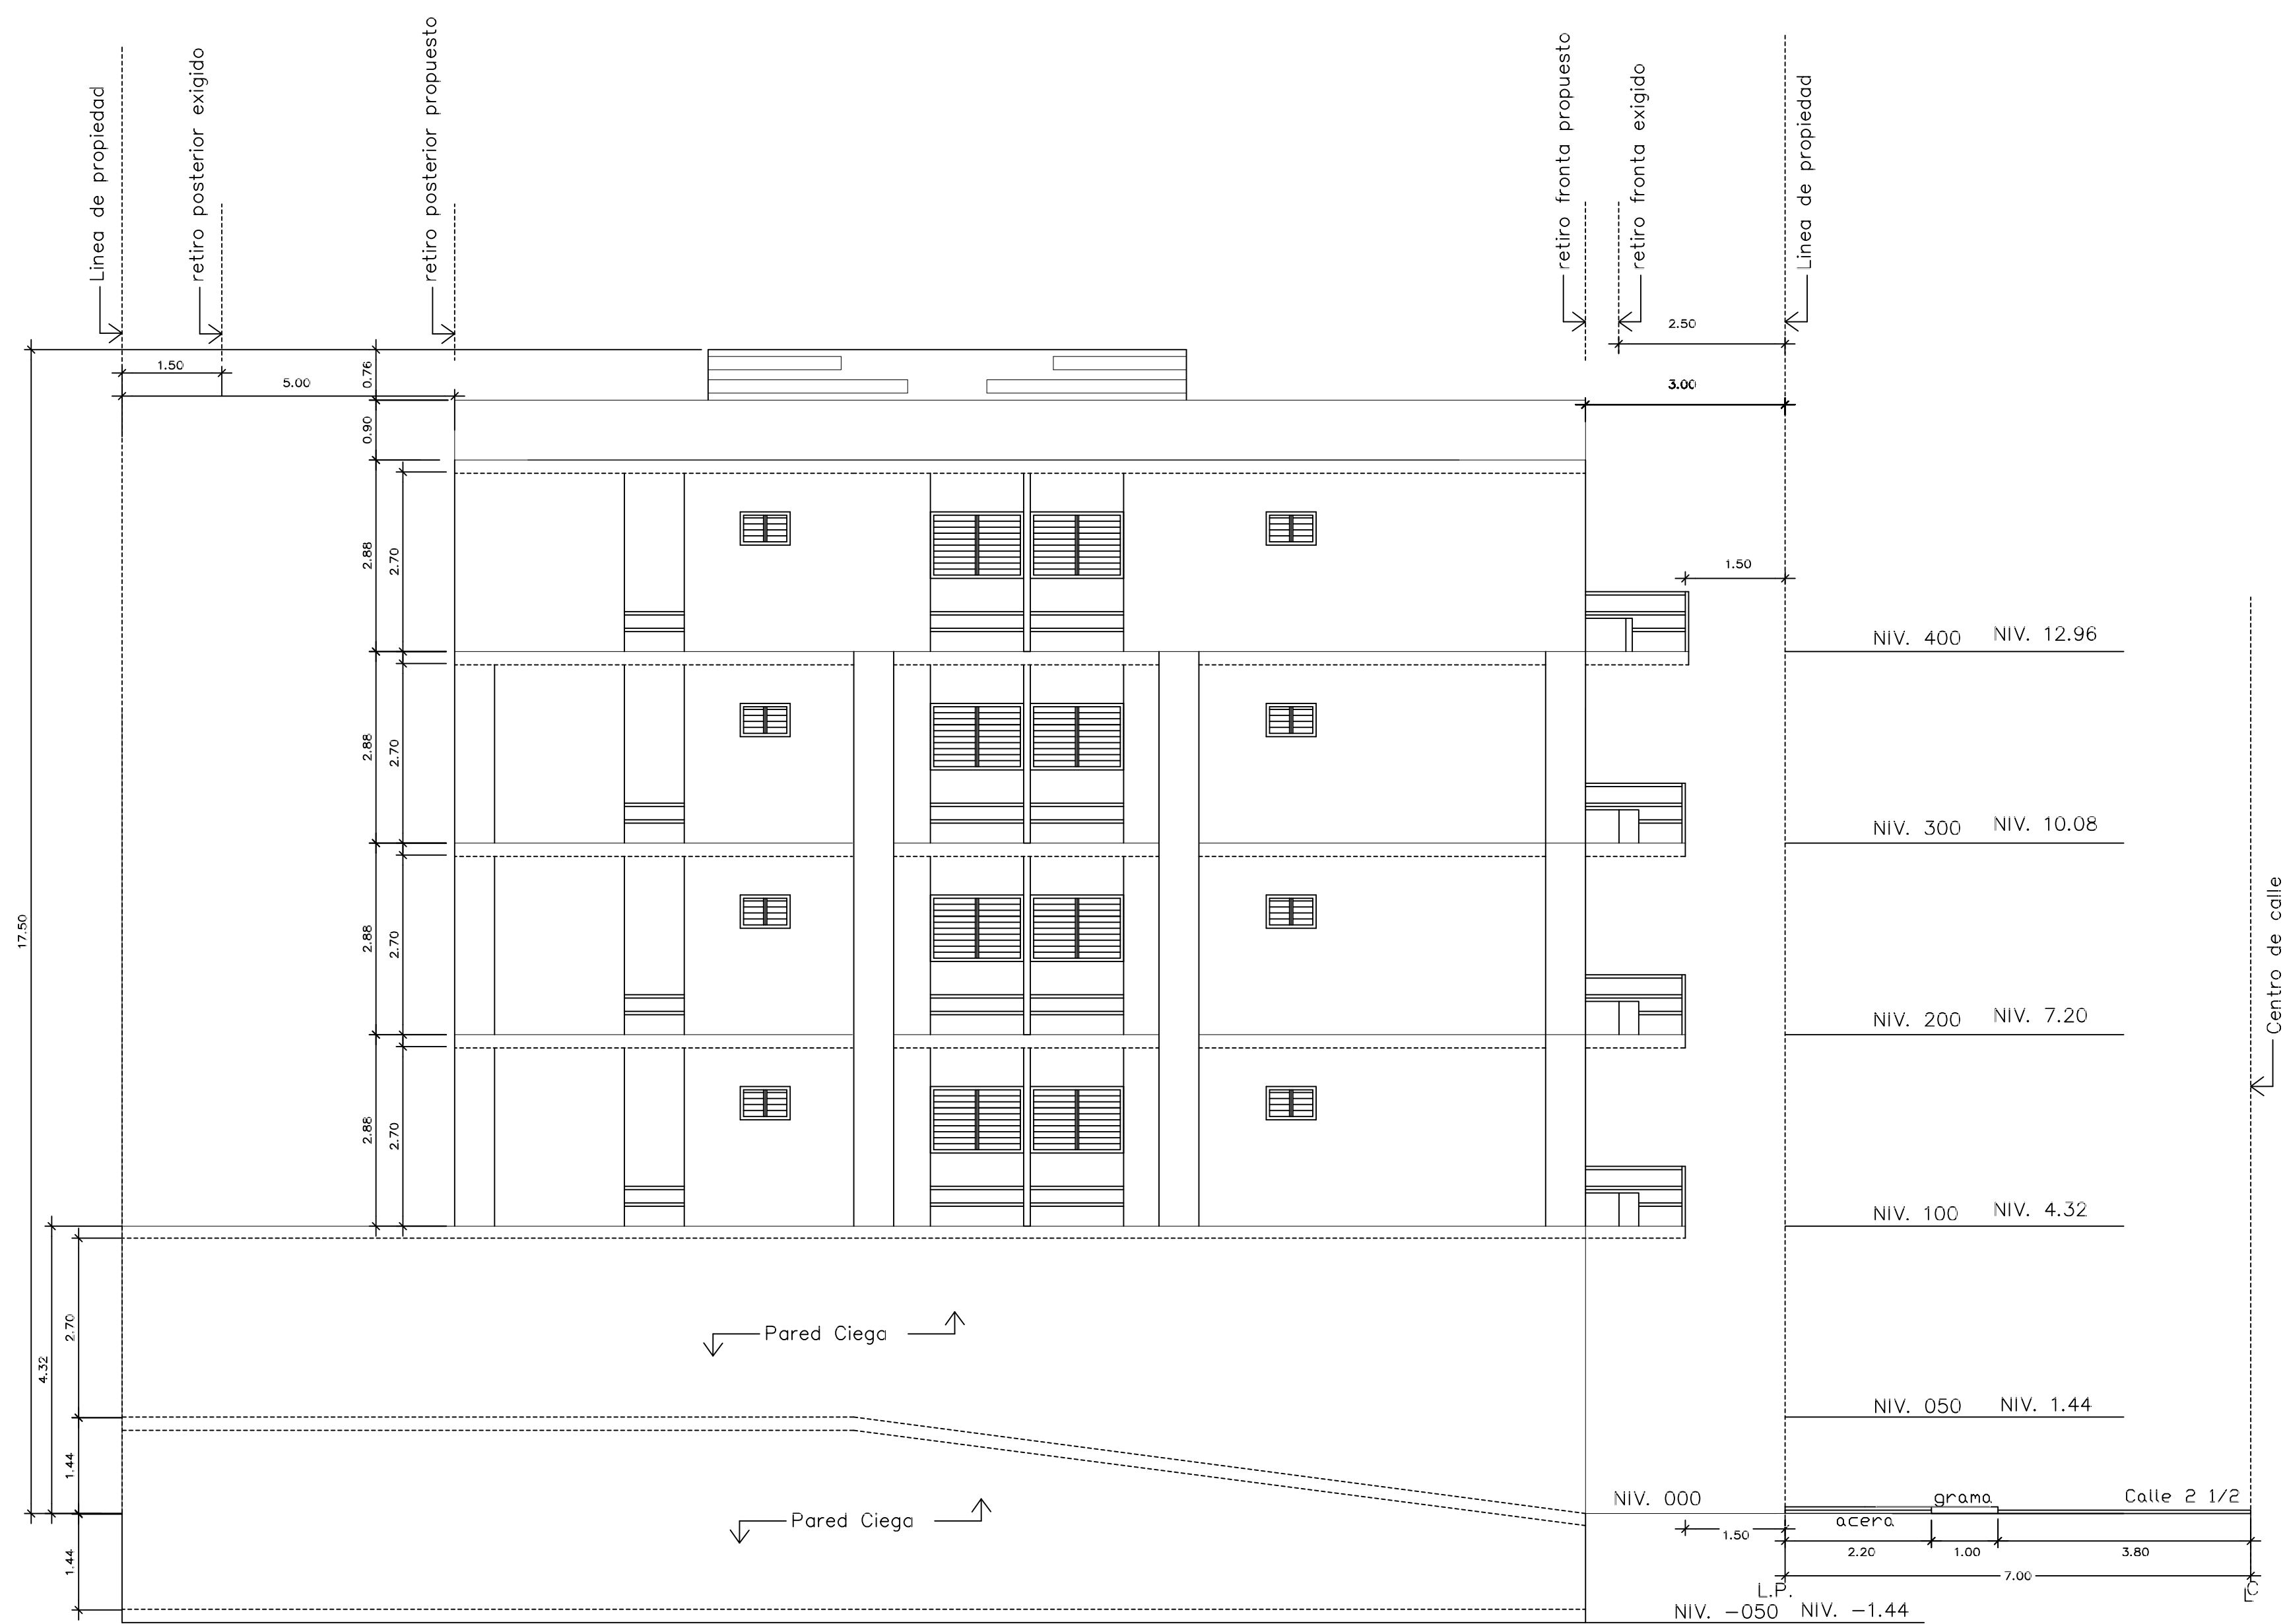 Linea de propiedad
retiro posterior exigido
retiro posterior propuesto
retiro fronta propuesto
retiro fronta exigido
Linea de propiedad
2.50
1.50
5.00
0.76
3.00
0.90
2.88
2.70
1.50
NIV. 400 NIV. 12.96
2.88
2.70
NIV. 300 NIV. 10.08
17.50
2.88
2.70
Centro de calle
NIV. 200 NIV. 7.20
2.88
2.70
NIV. 100 NIV. 4.32
2.70
4.32
Pared Ciega
NIV. 050 NIV. 1.44
1.44
Pared Ciega
NIV. 000
grama
Calle 2 1/2
acera
1.50
2.20
1.00
3.80
1.44
7.00
L.P.
C
L
NIV. -050 NIV. -1.44